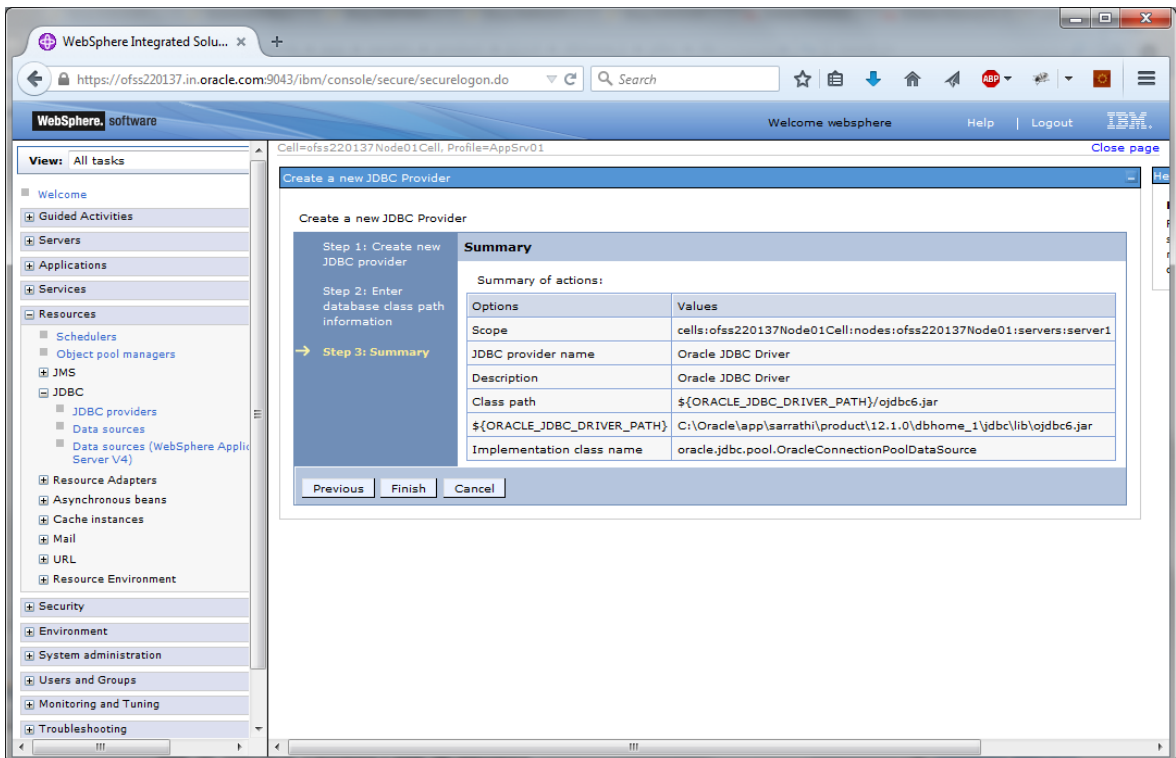 WebSphere Integrated Solu... × +
https://ofss220137.in.oracle.com:9043/ibm/console/secure/securelogon.do
Search
ABP
WebSphere. software
Welcome websphere
Help | Logout
IBM.
View: All tasks
Cell=ofss220137Node01Cell, Profile=AppSrv01
Close page
Welcome
Guided Activities
Servers
Applications
Services
Resources
Schedulers
Object pool managers
JMS
JDBC
JDBC providers
Data sources
Data sources (WebSphere Applic
Server V4)
Resource Adapters
Asynchronous beans
Cache instances
Mail
URL
Resource Environment
Security
Environment
System administration
Users and Groups
Monitoring and Tuning
Troubleshooting
Create a new JDBC Provider
He
Create a new JDBC Provider
Step 1: Create new
JDBC provider
Step 2: Enter
database class path
information
Step 3: Summary
Summary
Summary of actions:
Options Values
Scope cells:ofss220137Node01Cell:nodes:ofss220137Node01:servers:server1
JDBC provider name Oracle JDBC Driver
Description Oracle JDBC Driver
Class path ${ORACLE_JDBC_DRIVER_PATH}/ojdbc6.jar
${ORACLE_JDBC_DRIVER_PATH} C:\Oracle\app\sarrathi\product\12.1.0\dbhome_1\jdbc\lib\ojdbc6.jar
Implementation class name oracle.jdbc.pool.OracleConnectionPoolDataSource
Previous Finish Cancel